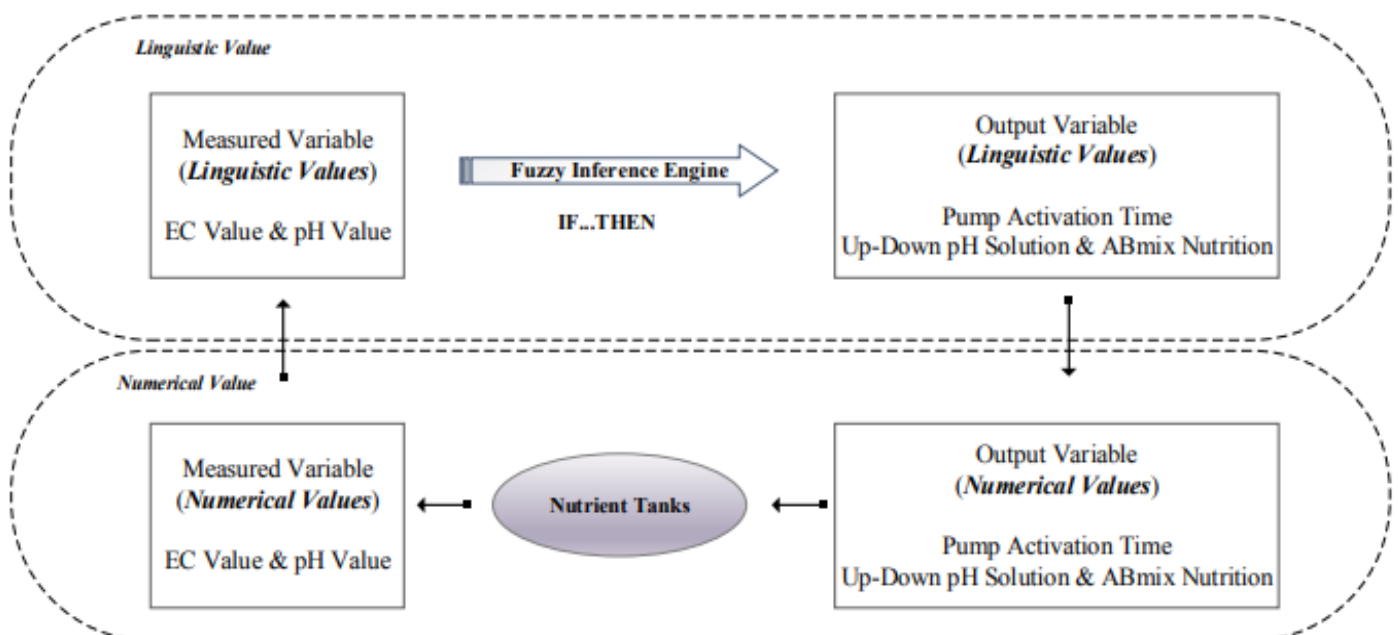 Linguistic Value
Measured Variable
(Linguistic Values)
EC Value & pH Value
Fuzzy Inference Engine
IF...THEN
Output Variable
(Linguistic Values)
Pump Activation Time
Up-Down pH Solution & ABmix Nutrition
Numerical Value
Measured Variable
(Numerical Values)
EC Value & pH Value
Nutrient Tanks
Output Variable
(Numerical Values)
Pump Activation Time
Up-Down pH Solution & ABmix Nutrition